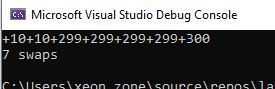 Microsoft Visual Studio Debug Console
+10+10+299+299+299+299+300
7 swaps
C:\Users\xeon_zone\source\repos\la